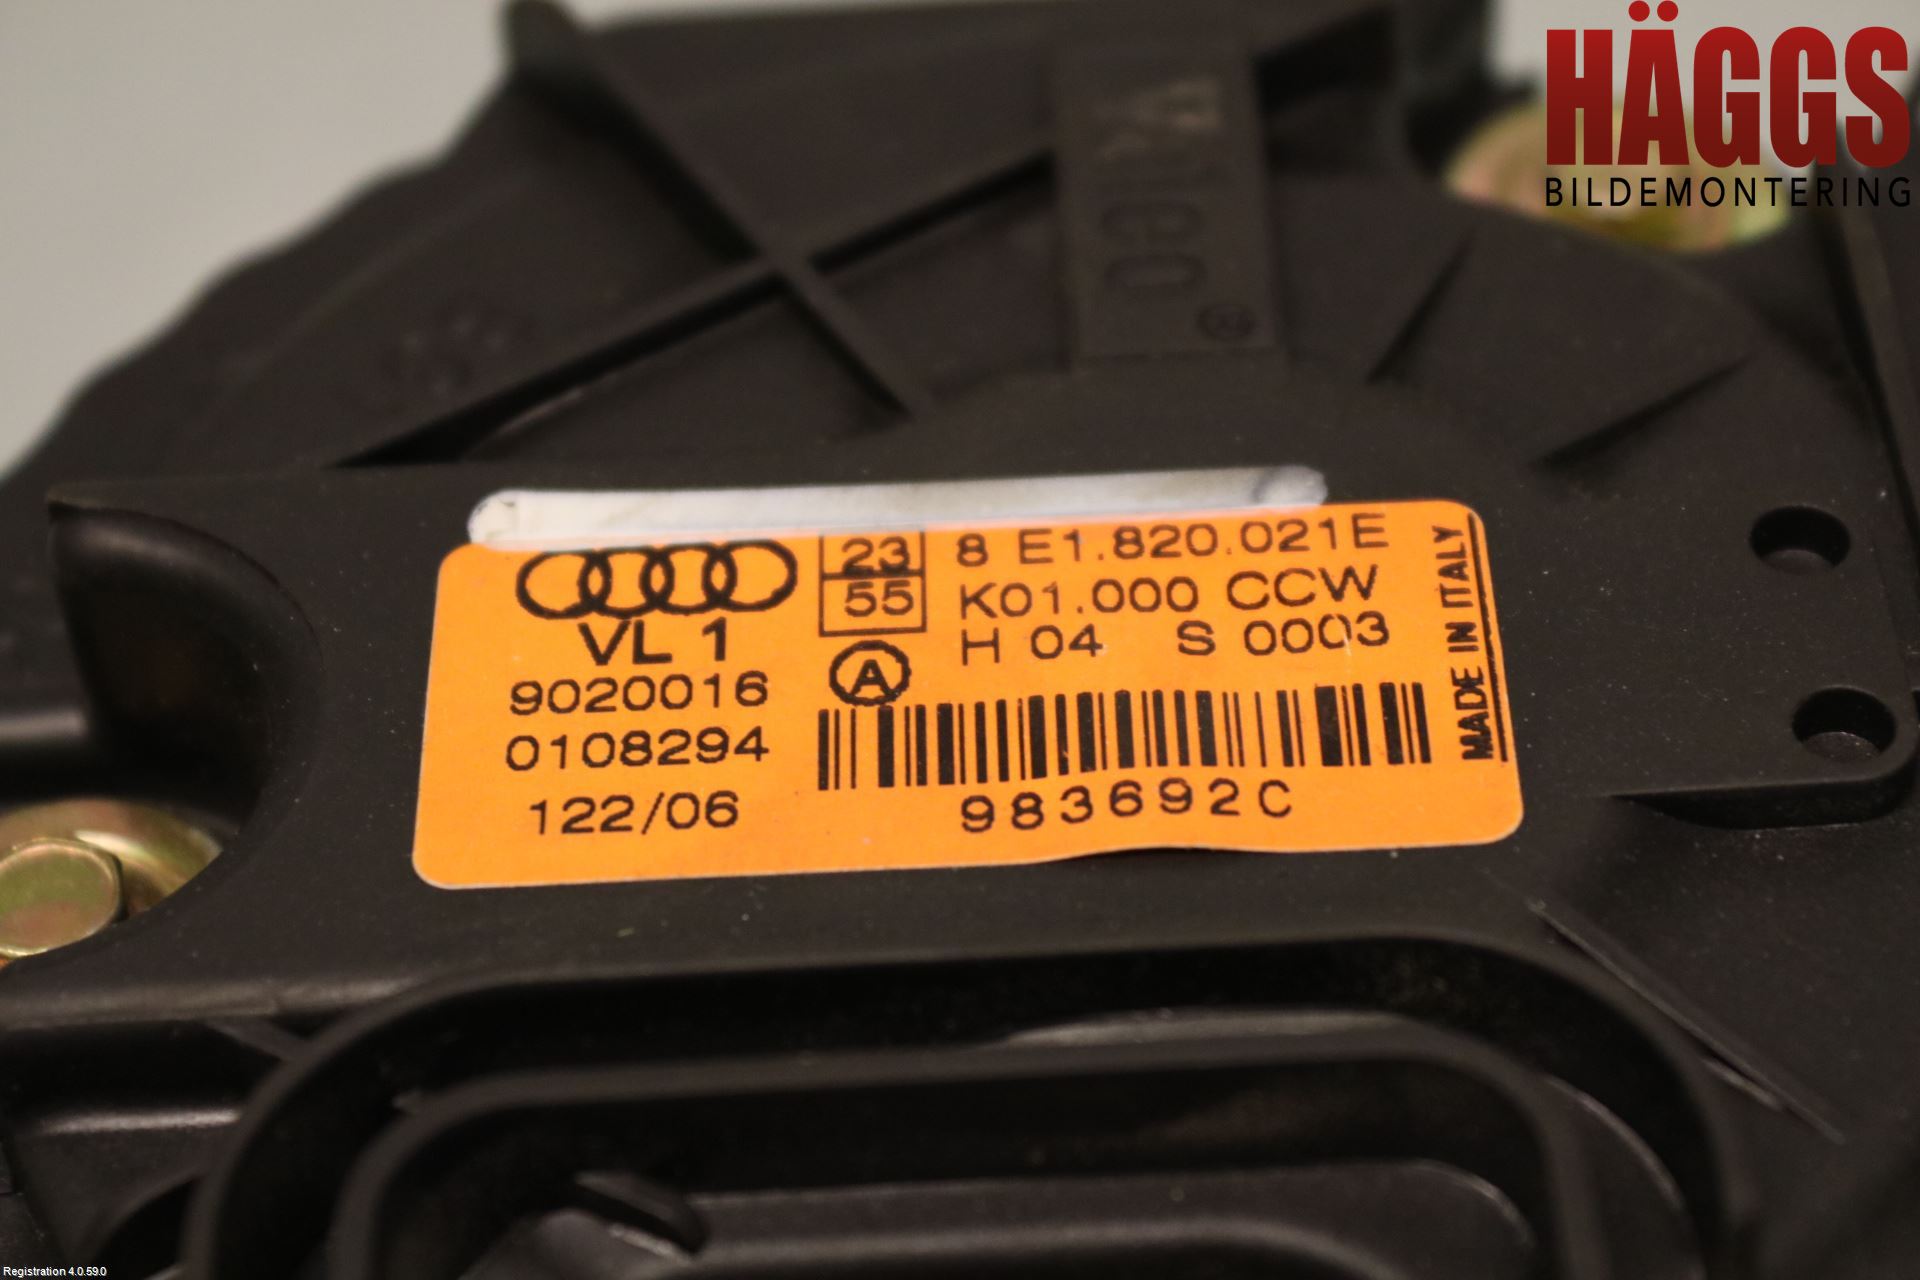 HÄGGS
BILDEMONTERING
Valeo®
23
55
8 E1.820.021E
K01.000 CCW
H 04 S 0003
VL 1
A
9020016
0108294
122/06
983692C
MADE IN ITALY
Registration 4.0.59.0